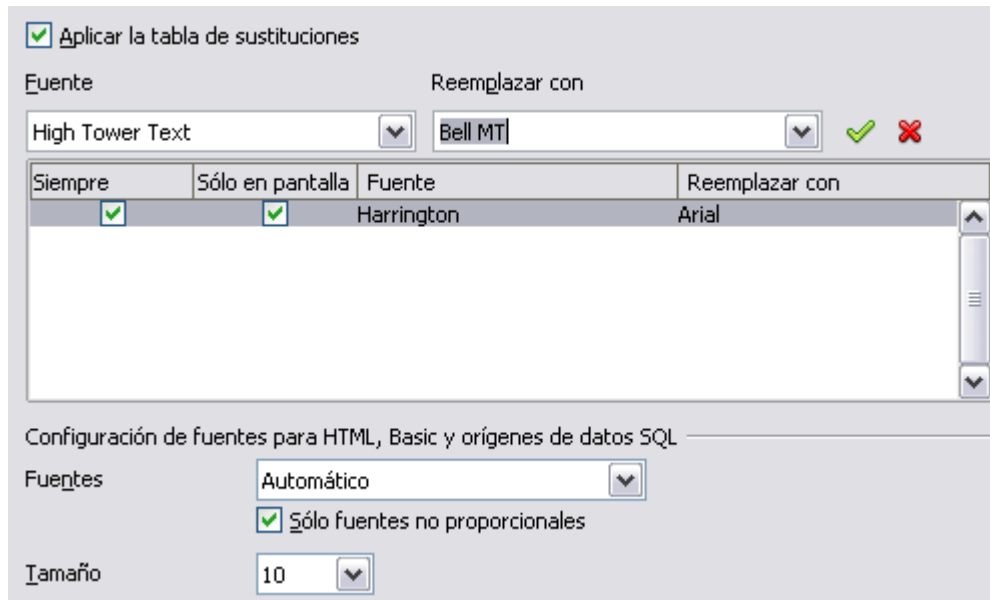 Aplicar la tabla de sustituciones
Fuente Reemplazar con
High Tower Text Bell MT
Siempre Sólo en pantalla Fuente Reemplazar con
Harrington Arial
Configuración de fuentes para HTML, Basic y orígenes de datos SQL
Fuentes Automático
Sólo fuentes no proporcionales
Tamaño 10